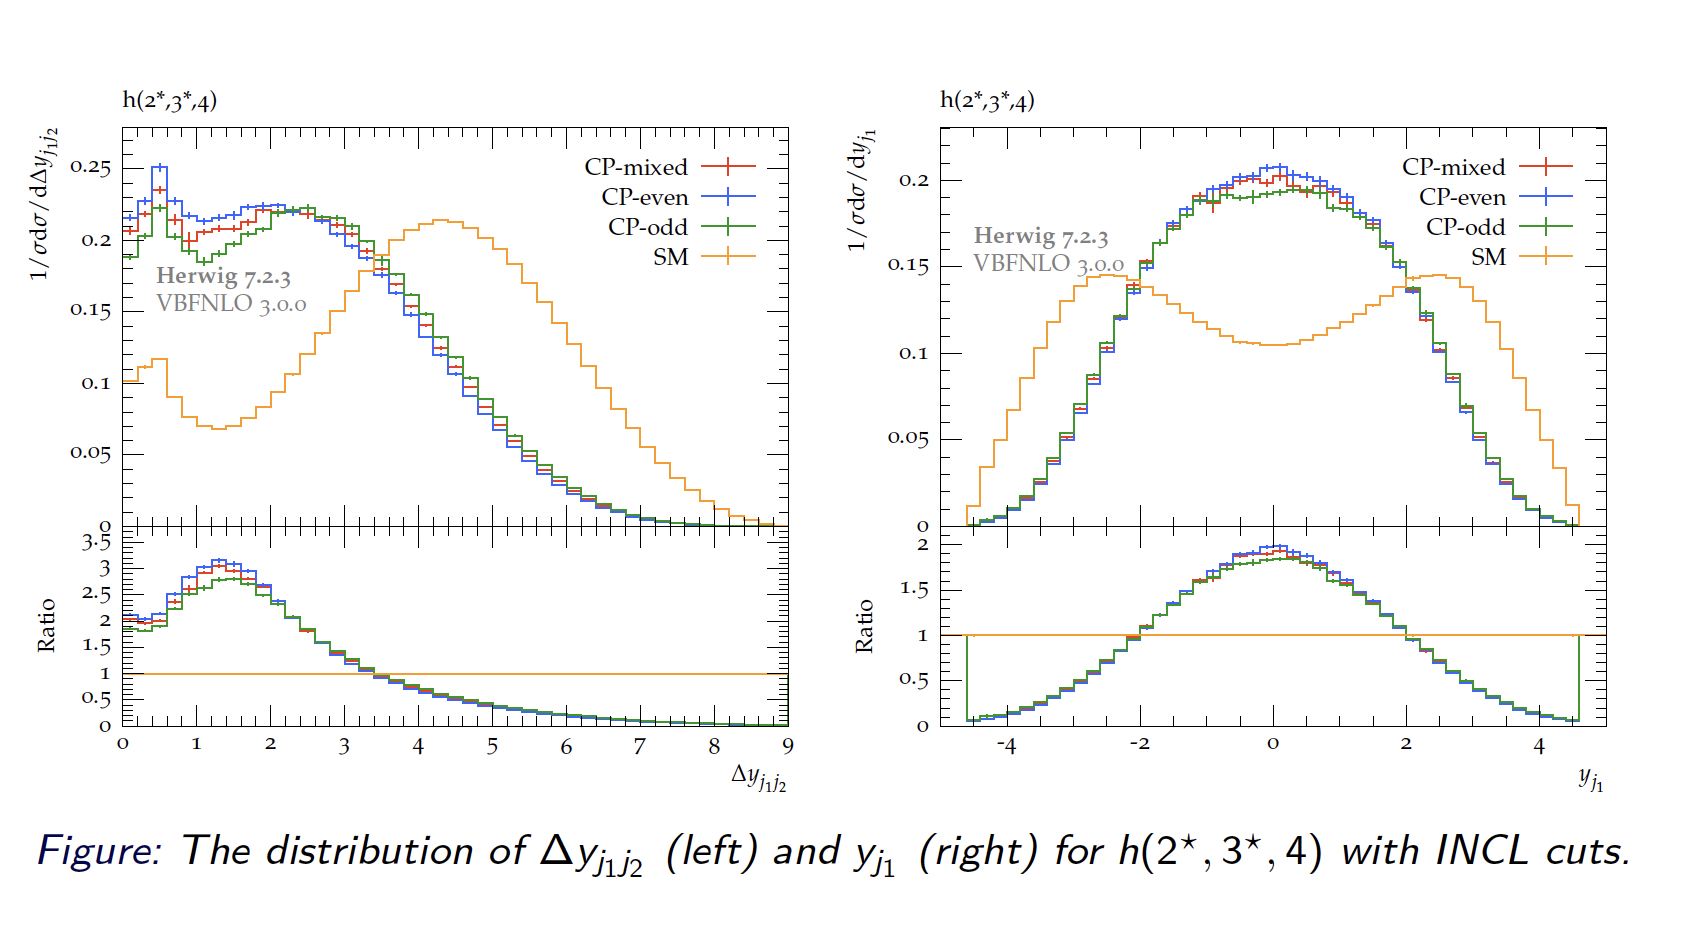 h(2*,3*,4)
1/σdσ/dΔy_{j_1j_2}
0.25
0.2
0.15
0.1
0.05
0
CP-mixed
CP-even
CP-odd
SM
Herwig 7.2.3
VBFNLO 3.0.0
Ratio
3.5
3
2.5
2
1.5
1
0.5
0
0 1 2 3 4 5 6 7 8 9
Δy_{j_1j_2}
h(2*,3*,4)
1/σdσ/dy_{j_1}
0.2
0.15
0.1
0.05
0
CP-mixed
CP-even
CP-odd
SM
Herwig 7.2.3
VBFNLO 3.0.0
Ratio
2
1.5
1
0.5
0
-4 -2 0 2 4
y_{j_1}
Figure: The distribution of Δy_{j_1j_2} (left) and y_{j_1} (right) for h(2⋆, 3⋆, 4) with INCL cuts.